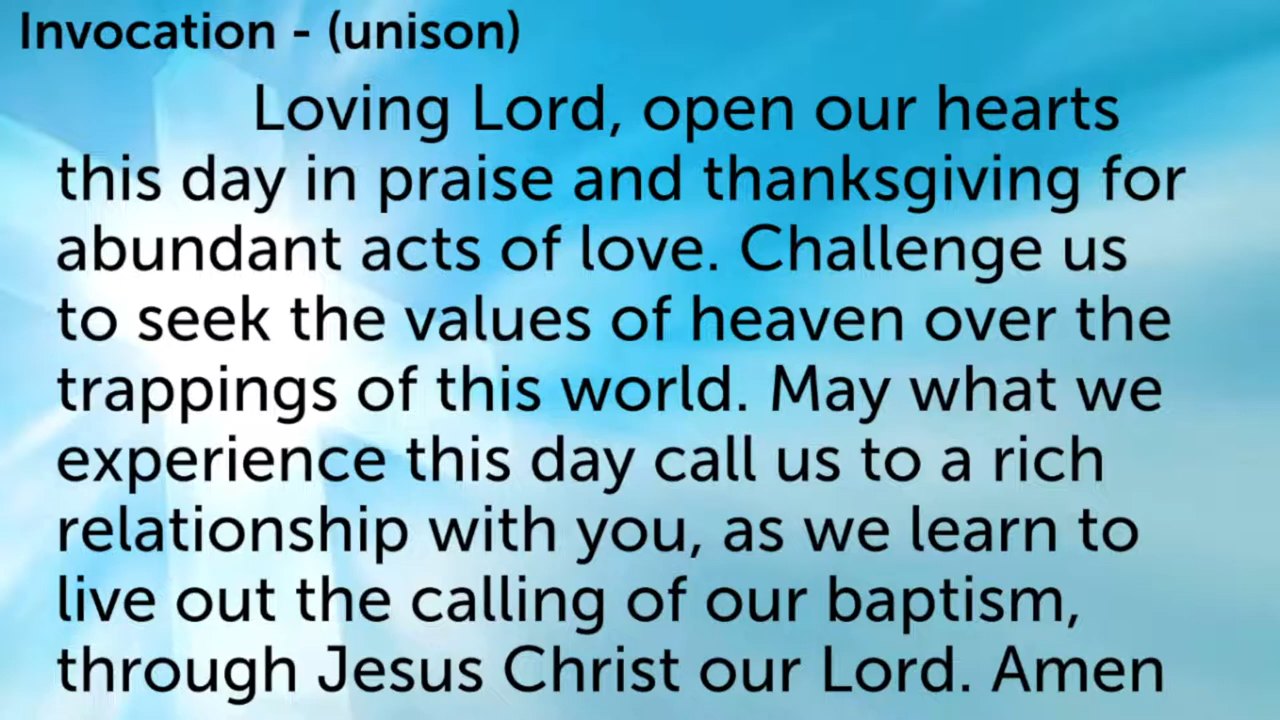 Invocation - (unison)
Loving Lord, open our hearts
this day in praise and thanksgiving for
abundant acts of love. Challenge us
to seek the values of heaven over the
trappings of this world. May what we
experience this day call us to a rich
relationship with you, as we learn to
live out the calling of our baptism,
through Jesus Christ our Lord. Amen